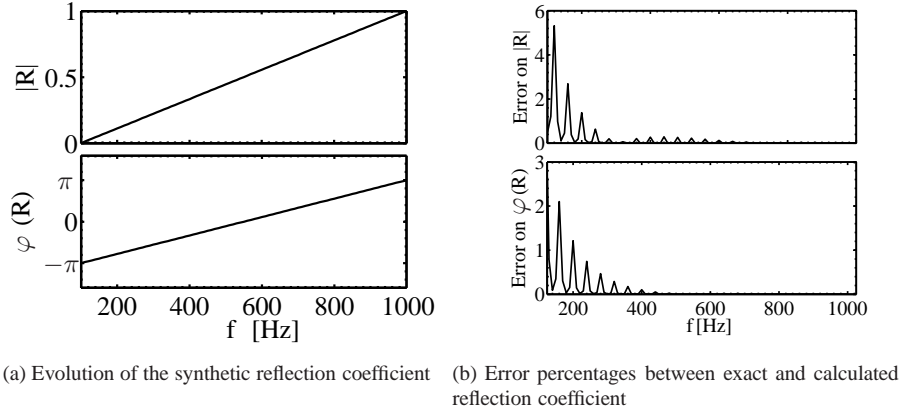 1
0.5
0
|R|
π
0
−π
φ (R)
200 400 600 800 1000
f [Hz]
(a) Evolution of the synthetic reflection coefficient
6
4
2
0
Error on |R|
3
2
1
0
Error on φ (R)
200 400 600 800 1000
f [Hz]
(b) Error percentages between exact and calculated
reflection coefficient